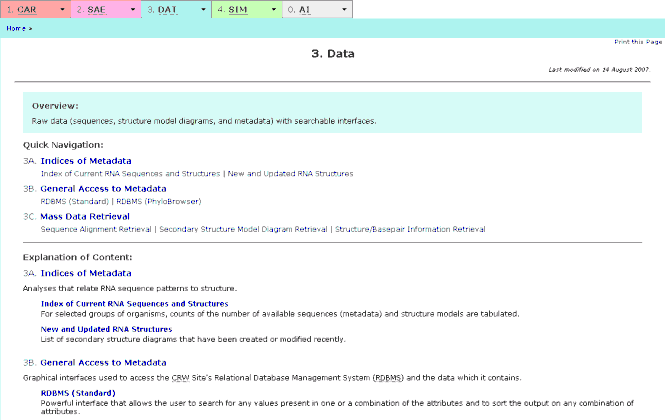 1. CAR
2. SAE
3. DAT
4. SIM
0. AI
Home »
Print this Page
3. Data
Last modified on 14 August 2007.
Overview:
Raw data (sequences, structure model diagrams, and metadata) with searchable interfaces.
Quick Navigation:
3A. Indices of Metadata
Index of Current RNA Sequences and Structures | New and Updated RNA Structures
3B. General Access to Metadata
RDBMS (Standard) | RDBMS (PhyloBrowser)
3C. Mass Data Retrieval
Sequence Alignment Retrieval | Secondary Structure Model Diagram Retrieval | Structure/Basepair Information Retrieval
Explanation of Content:
3A. Indices of Metadata
Analyses that relate RNA sequence patterns to structure.
Index of Current RNA Sequences and Structures
For selected groups of organisms, counts of the number of available sequences (metadata) and structure models are tabulated.
New and Updated RNA Structures
List of secondary structure diagrams that have been created or modified recently.
3B. General Access to Metadata
Graphical interfaces used to access the CRW Site's Relational Database Management System (RDBMS) and the data which it contains.
RDBMS (Standard)
Powerful interface that allows the user to search for any values present in one or a combination of the attributes and to sort the output on any combination of
attributes.